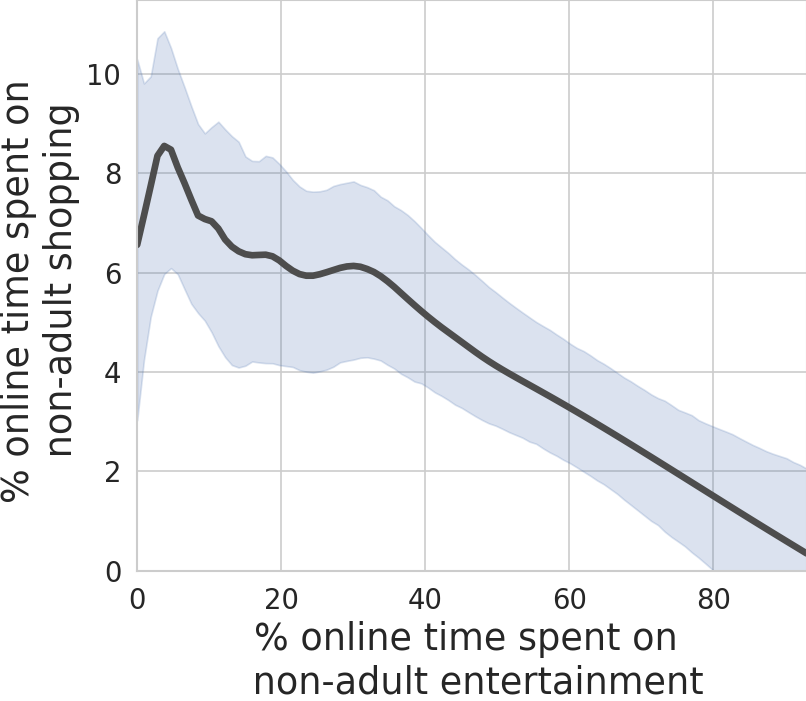 % online time spent on
non-adult shopping
10
8
6
4
2
0
0 20 40 60 80
% online time spent on
non-adult entertainment